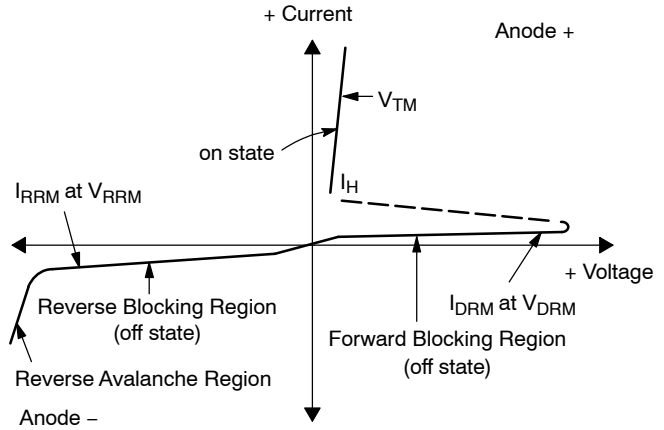 + Current
Anode +
V_TM
on state
I_H
I_RRM at V_RRM
+ Voltage
Reverse Blocking Region
(off state)
I_DRM at V_DRM
Forward Blocking Region
(off state)
Reverse Avalanche Region
Anode −